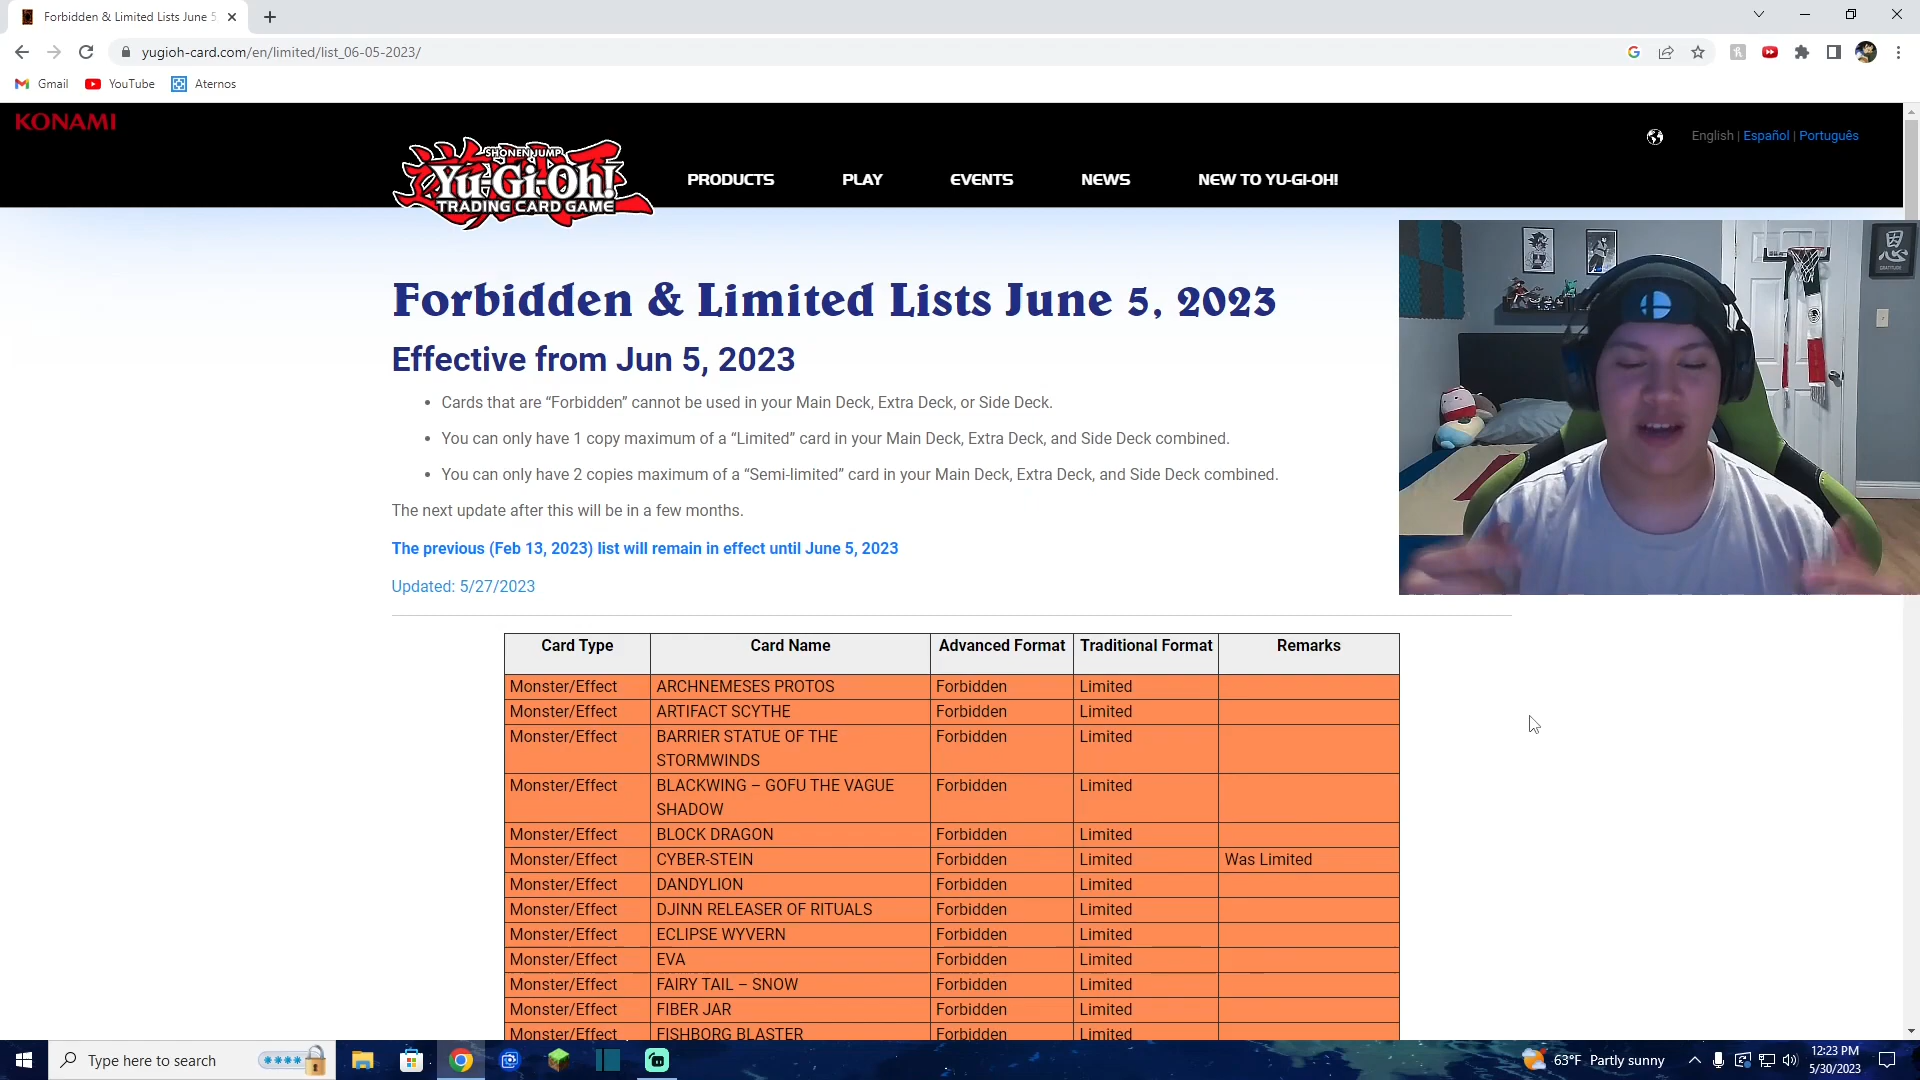 Forbidden & Limited Lists June 5
yugioh-card.com/en/limited/list_06-05-2023/
Gmail YouTube Aternos
KONAMI
English | Español | Português
SHONEN JUMP
Yu-Gi-Oh!
TRADING CARD GAME
PRODUCTS PLAY EVENTS NEWS NEW TO YU-GI-OH!
Forbidden & Limited Lists June 5, 2023
Effective from Jun 5, 2023
• Cards that are “Forbidden” cannot be used in your Main Deck, Extra Deck, or Side Deck.
• You can only have 1 copy maximum of a “Limited” card in your Main Deck, Extra Deck, and Side Deck combined.
• You can only have 2 copies maximum of a “Semi-limited” card in your Main Deck, Extra Deck, and Side Deck combined.
The next update after this will be in a few months.
The previous (Feb 13, 2023) list will remain in effect until June 5, 2023
Updated: 5/27/2023
Card Type Card Name Advanced Format Traditional Format Remarks
Monster/Effect ARCHNEMESES PROTOS Forbidden Limited
Monster/Effect ARTIFACT SCYTHE Forbidden Limited
Monster/Effect BARRIER STATUE OF THE Forbidden Limited
STORMWINDS
Monster/Effect BLACKWING – GOFU THE VAGUE Forbidden Limited
SHADOW
Monster/Effect BLOCK DRAGON Forbidden Limited
Monster/Effect CYBER-STEIN Forbidden Limited Was Limited
Monster/Effect DANDYLION Forbidden Limited
Monster/Effect DJINN RELEASER OF RITUALS Forbidden Limited
Monster/Effect ECLIPSE WYVERN Forbidden Limited
Monster/Effect EVA Forbidden Limited
Monster/Effect FAIRY TAIL – SNOW Forbidden Limited
Monster/Effect FIBER JAR Forbidden Limited
Monster/Effect FISHBORG BLASTER Forbidden Limited
Type here to search
63°F Partly sunny
12:23 PM
5/30/2023